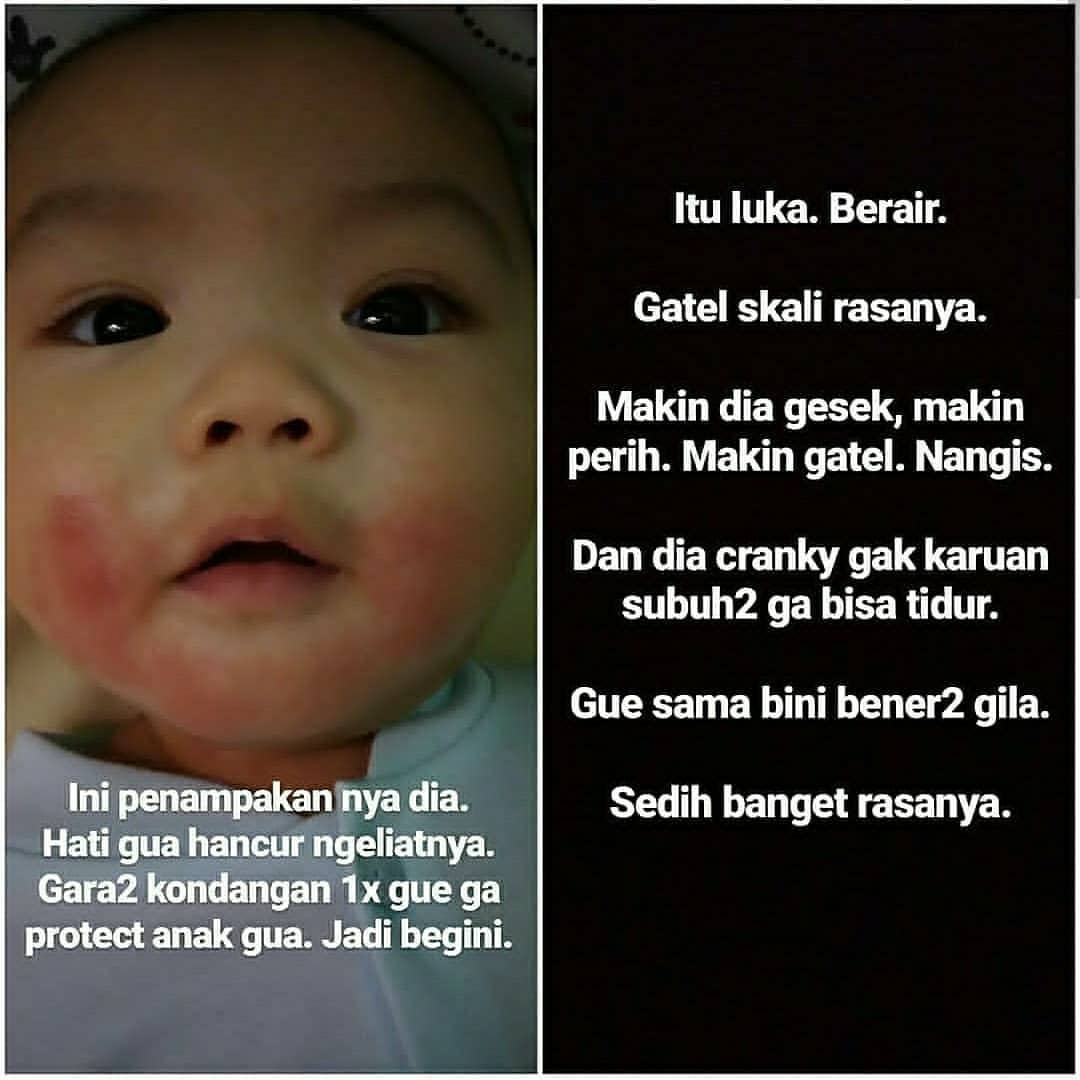 Ini penampakan nya dia.
Hati gua hancur ngeliatnya.
Gara2 kondangan 1x gue ga
protect anak gua. Jadi begini.
Itu luka. Berair.
Gatel skali rasanya.
Makin dia gesek, makin
perih. Makin gatel. Nangis.
Dan dia cranky gak karuan
subuh2 ga bisa tidur.
Gue sama bini bener2 gila.
Sedih banget rasanya.